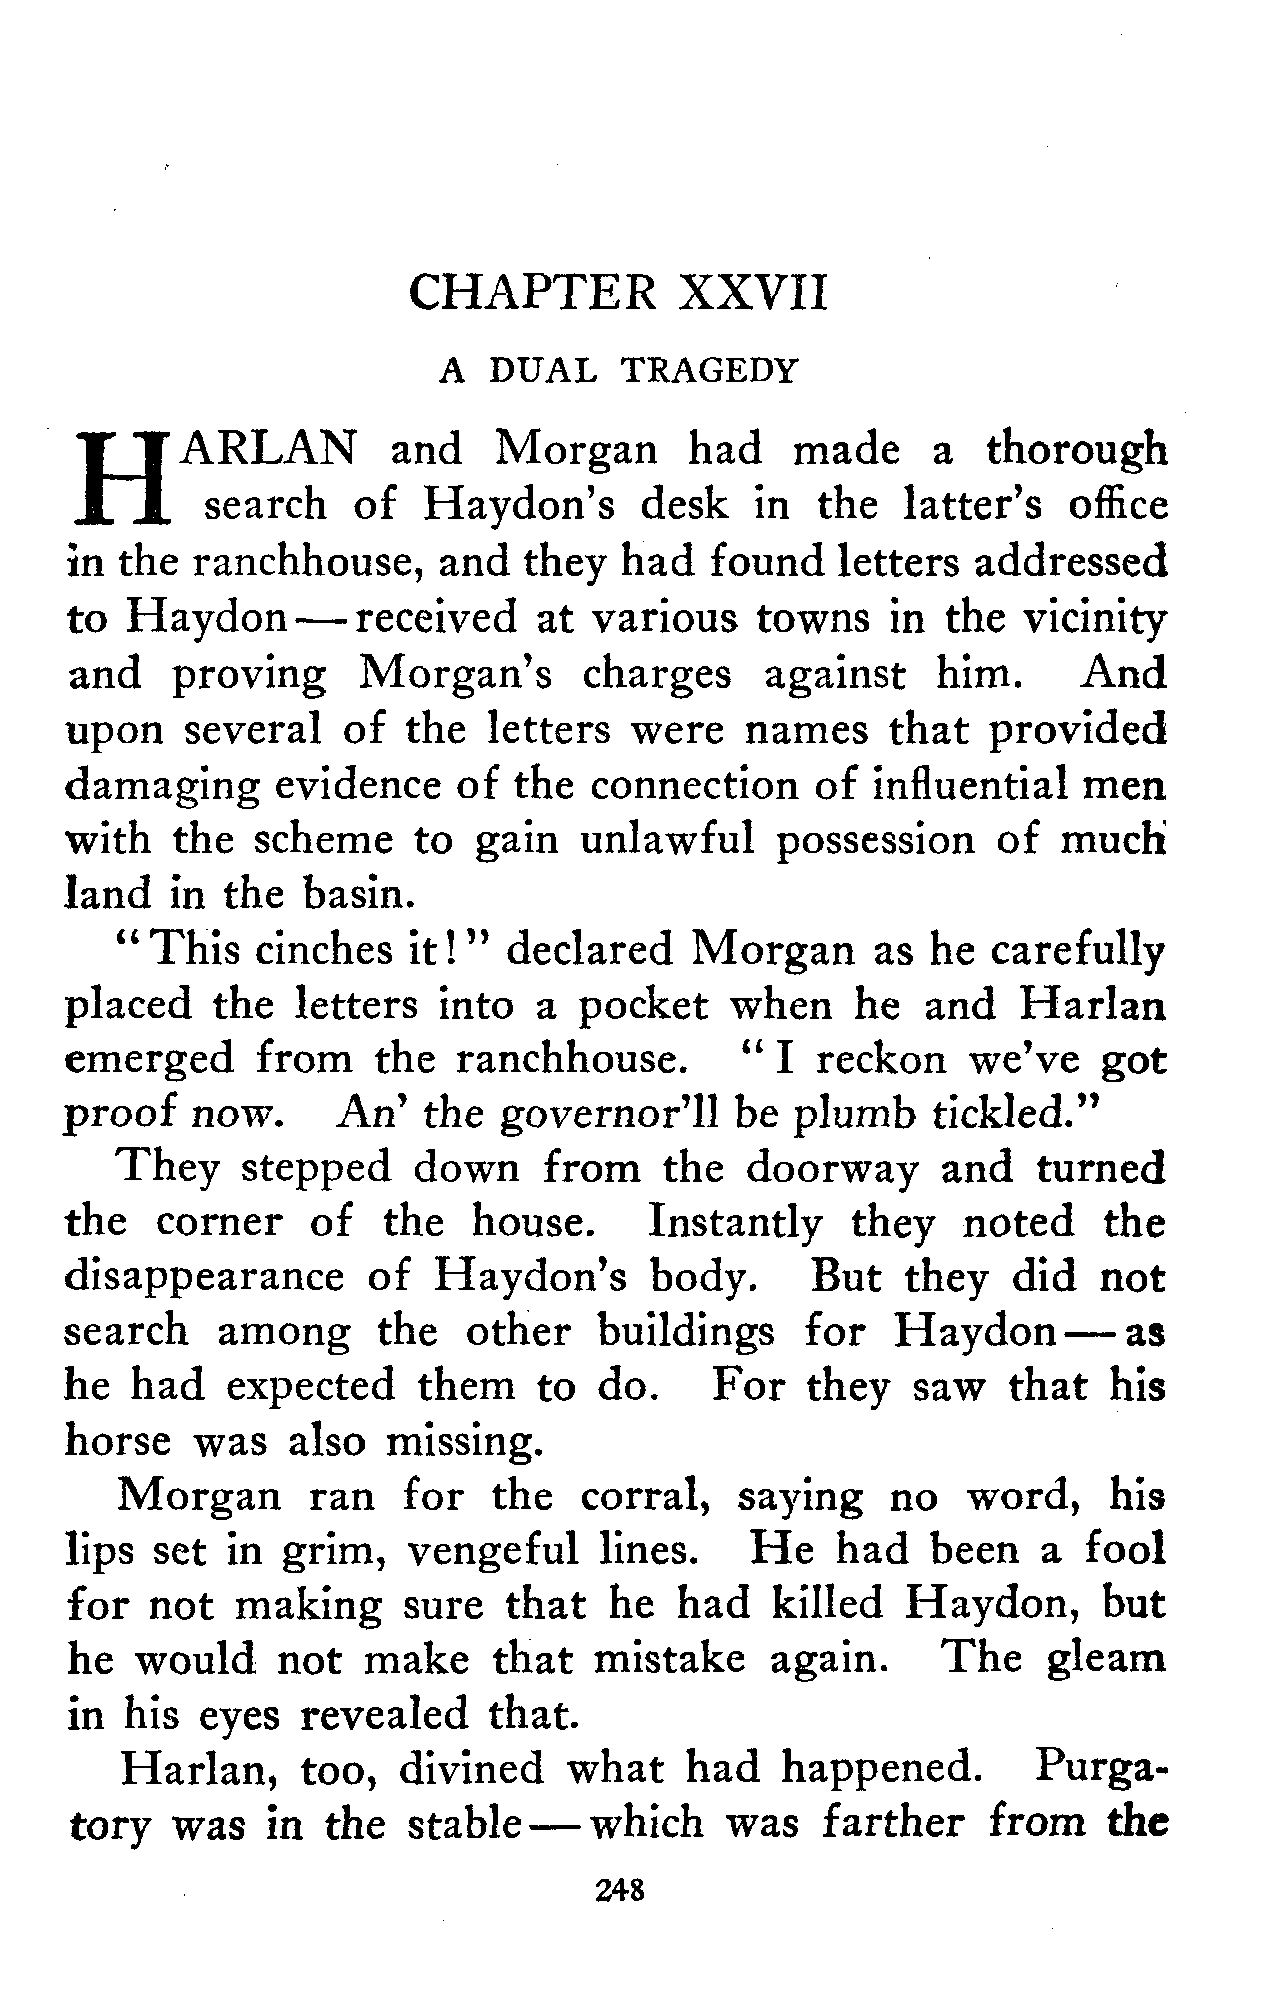 CHAPTER XXVII
A DUAL TRAGEDY
HARLAN and Morgan had made a thorough
search of Haydon's desk in the latter's office
in the ranchhouse, and they had found letters addressed
to Haydon — received at various towns in the vicinity
and proving Morgan's charges against him. And
upon several of the letters were names that provided
damaging evidence of the connection of influential men
with the scheme to gain unlawful possession of much
land in the basin.
"This cinches it!" declared Morgan as he carefully
placed the letters into a pocket when he and Harlan
emerged from the ranchhouse. "I reckon we've got
proof now. An' the governor'll be plumb tickled."
They stepped down from the doorway and turned
the corner of the house. Instantly they noted the
disappearance of Haydon's body. But they did not
search among the other buildings for Haydon — as
he had expected them to do. For they saw that his
horse was also missing.
Morgan ran for the corral, saying no word, his
lips set in grim, vengeful lines. He had been a fool
for not making sure that he had killed Haydon, but
he would not make that mistake again. The gleam
in his eyes revealed that.
Harlan, too, divined what had happened. Purga-
tory was in the stable — which was farther from the
248